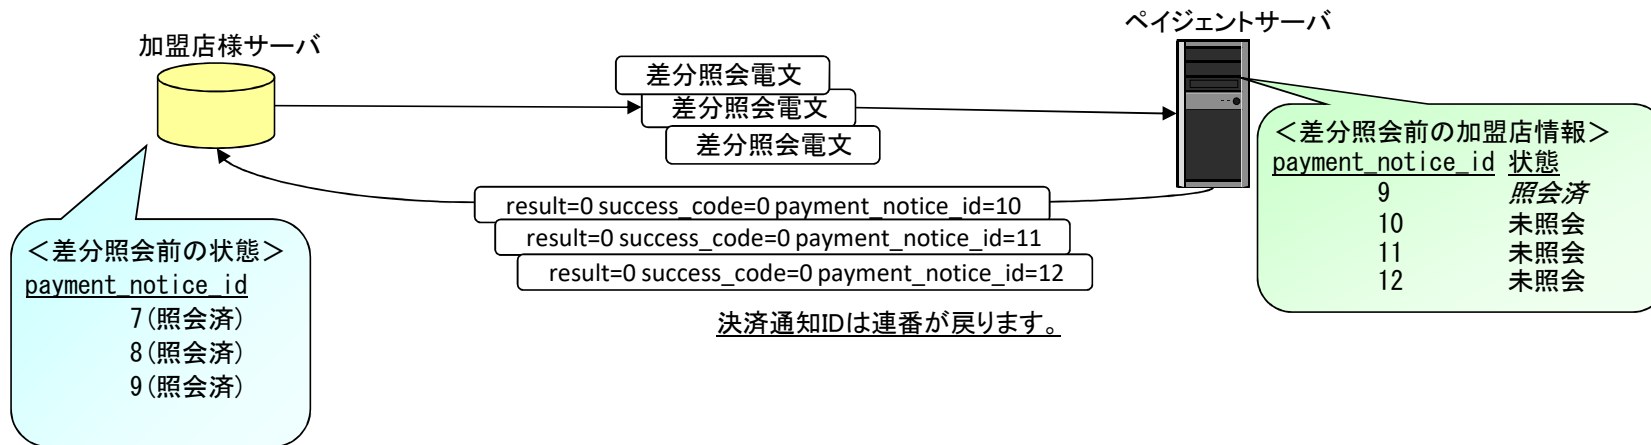 ペイジェントサーバ
加盟店様サーバ
差分照会電文
差分照会電文
差分照会電文
<差分照会前の加盟店情報>
payment_notice_id 状態
9 照会済
10 未照会
11 未照会
12 未照会
result=0 success_code=0 payment_notice_id=10
result=0 success_code=0 payment_notice_id=11
result=0 success_code=0 payment_notice_id=12
<差分照会前の状態>
payment_notice_id
7(照会済)
8(照会済)
9(照会済)
決済通知IDは連番が戻ります。